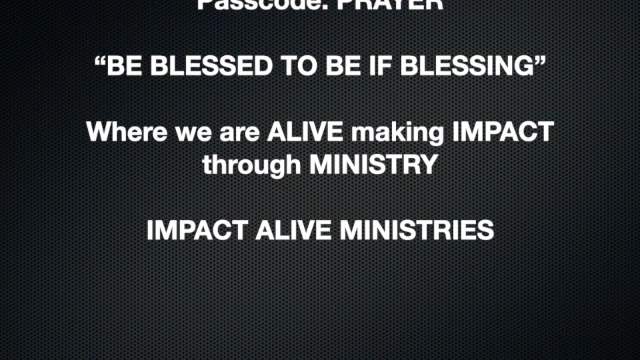 Passcode: PRAYER
“BE BLESSED TO BE IF BLESSING”
Where we are ALIVE making IMPACT
through MINISTRY
IMPACT ALIVE MINISTRIES